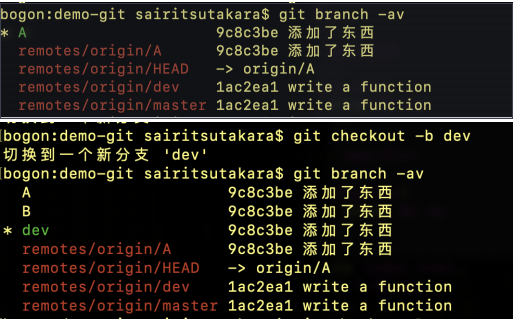 bogon:demo-git sairitsutakara$ git branch -av
* A 9c8c3be 添加了东西
remotes/origin/A 9c8c3be 添加了东西
remotes/origin/HEAD -> origin/A
remotes/origin/dev 1ac2ea1 write a function
remotes/origin/master 1ac2ea1 write a function
[bogon:demo-git sairitsutakara$ git checkout -b dev
切换到一个新分支 'dev'
[bogon:demo-git sairitsutakara$ git branch -av
A 9c8c3be 添加了东西
B 9c8c3be 添加了东西
* dev 9c8c3be 添加了东西
remotes/origin/A 9c8c3be 添加了东西
remotes/origin/HEAD -> origin/A
remotes/origin/dev 1ac2ea1 write a function
remotes/origin/master 1ac2ea1 write a function